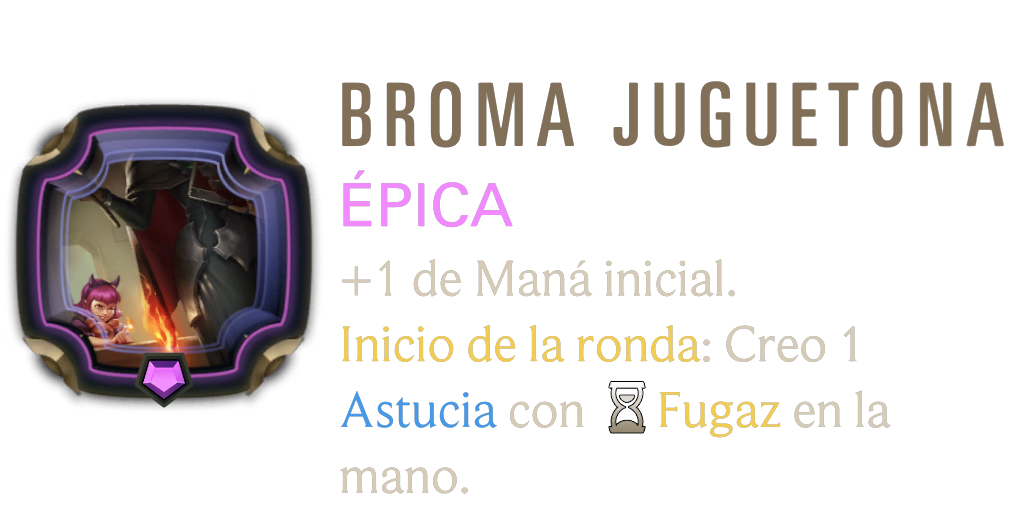 BROMA JUGUETONA
ÉPICA
+1 de Maná inicial.
Inicio de la ronda: Creo 1
Astucia con Fugaz en la
mano.